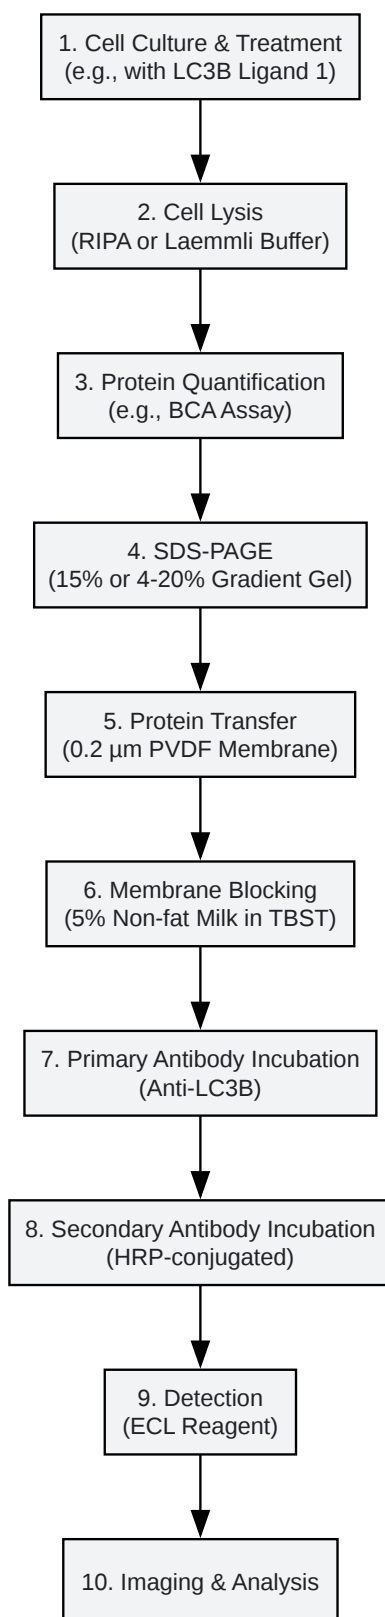 1. Cell Culture & Treatment
(e.g., with LC3B Ligand 1)
2. Cell Lysis
(RIPA or Laemmli Buffer)
3. Protein Quantification
(e.g., BCA Assay)
4. SDS-PAGE
(15% or 4-20% Gradient Gel)
5. Protein Transfer
(0.2 µm PVDF Membrane)
6. Membrane Blocking
(5% Non-fat Milk in TBST)
7. Primary Antibody Incubation
(Anti-LC3B)
8. Secondary Antibody Incubation
(HRP-conjugated)
9. Detection
(ECL Reagent)
10. Imaging & Analysis